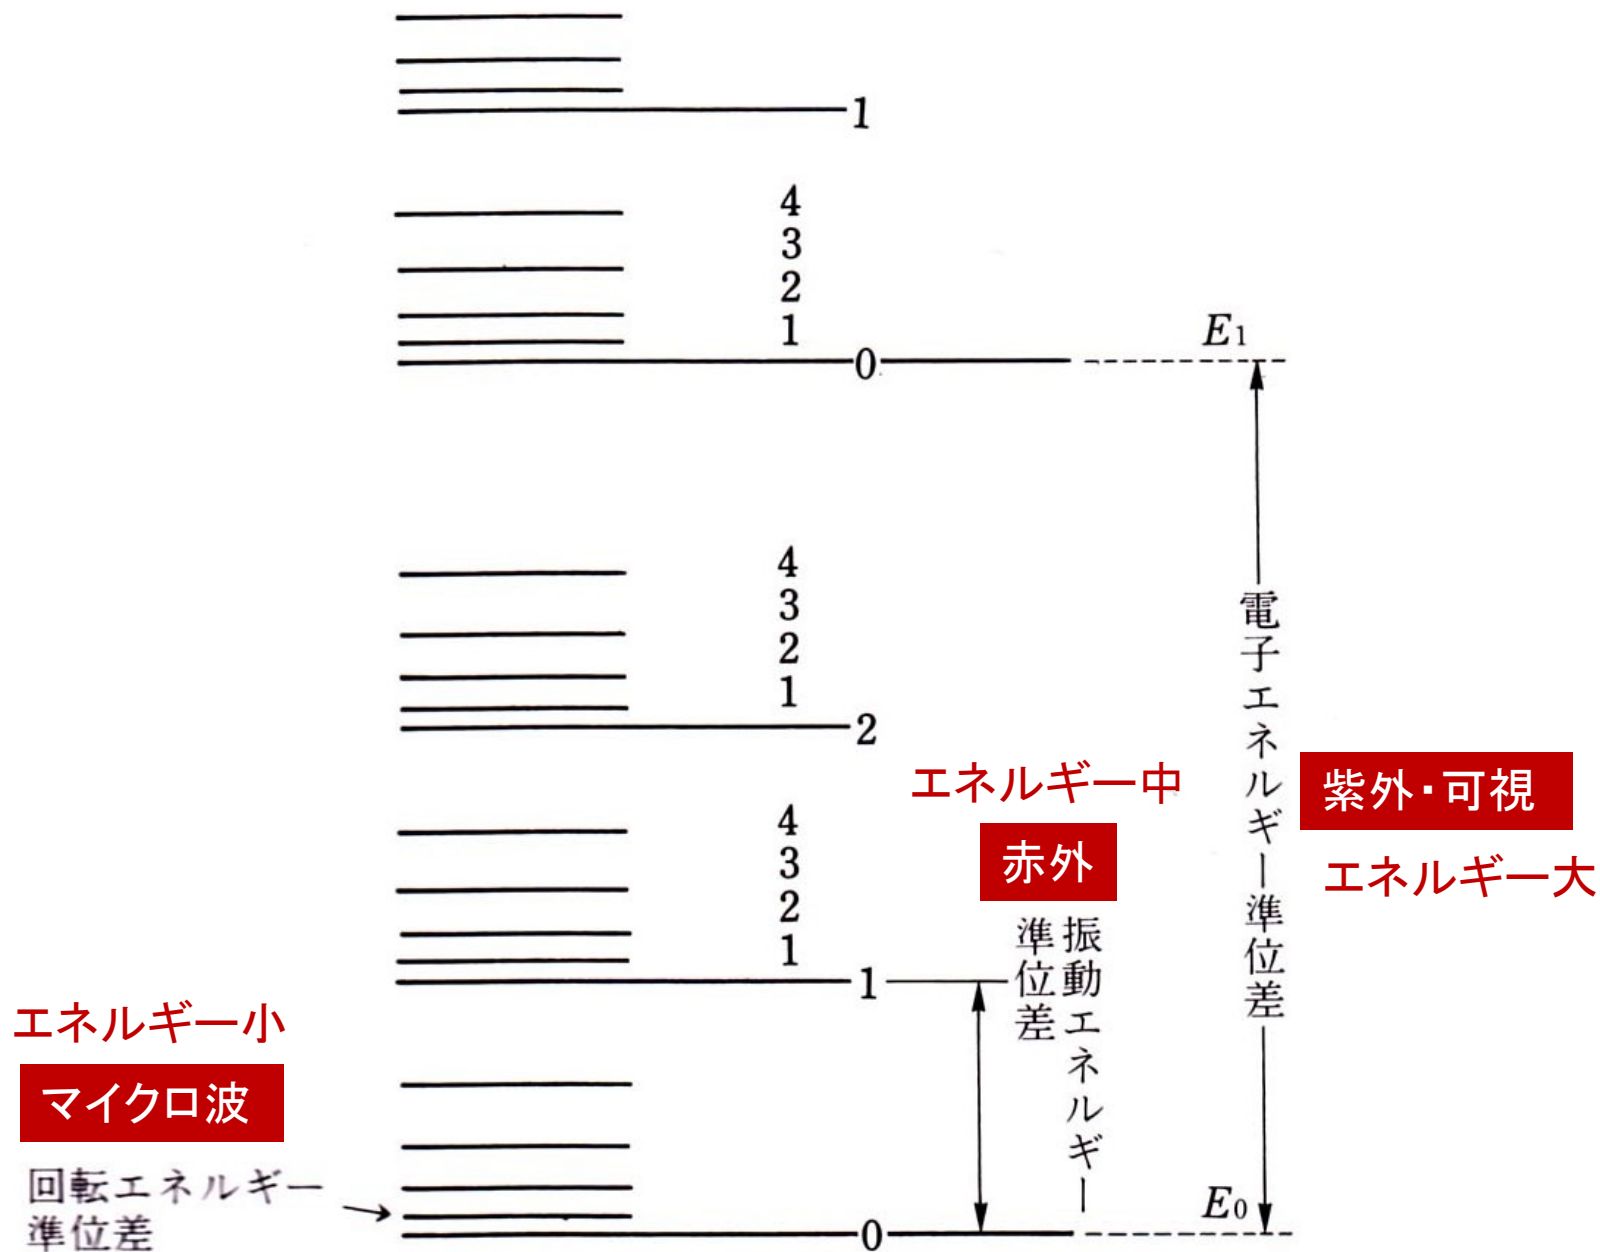 1
4
3
2
1
0
E1
4
3
2
1
2
エネルギー中
赤外
紫外・可視
エネルギー大
電子エネルギー準位差
4
3
2
1
1
振動エネルギー
準位差
エネルギー小
マイクロ波
回転エネルギー
準位差
0
E0